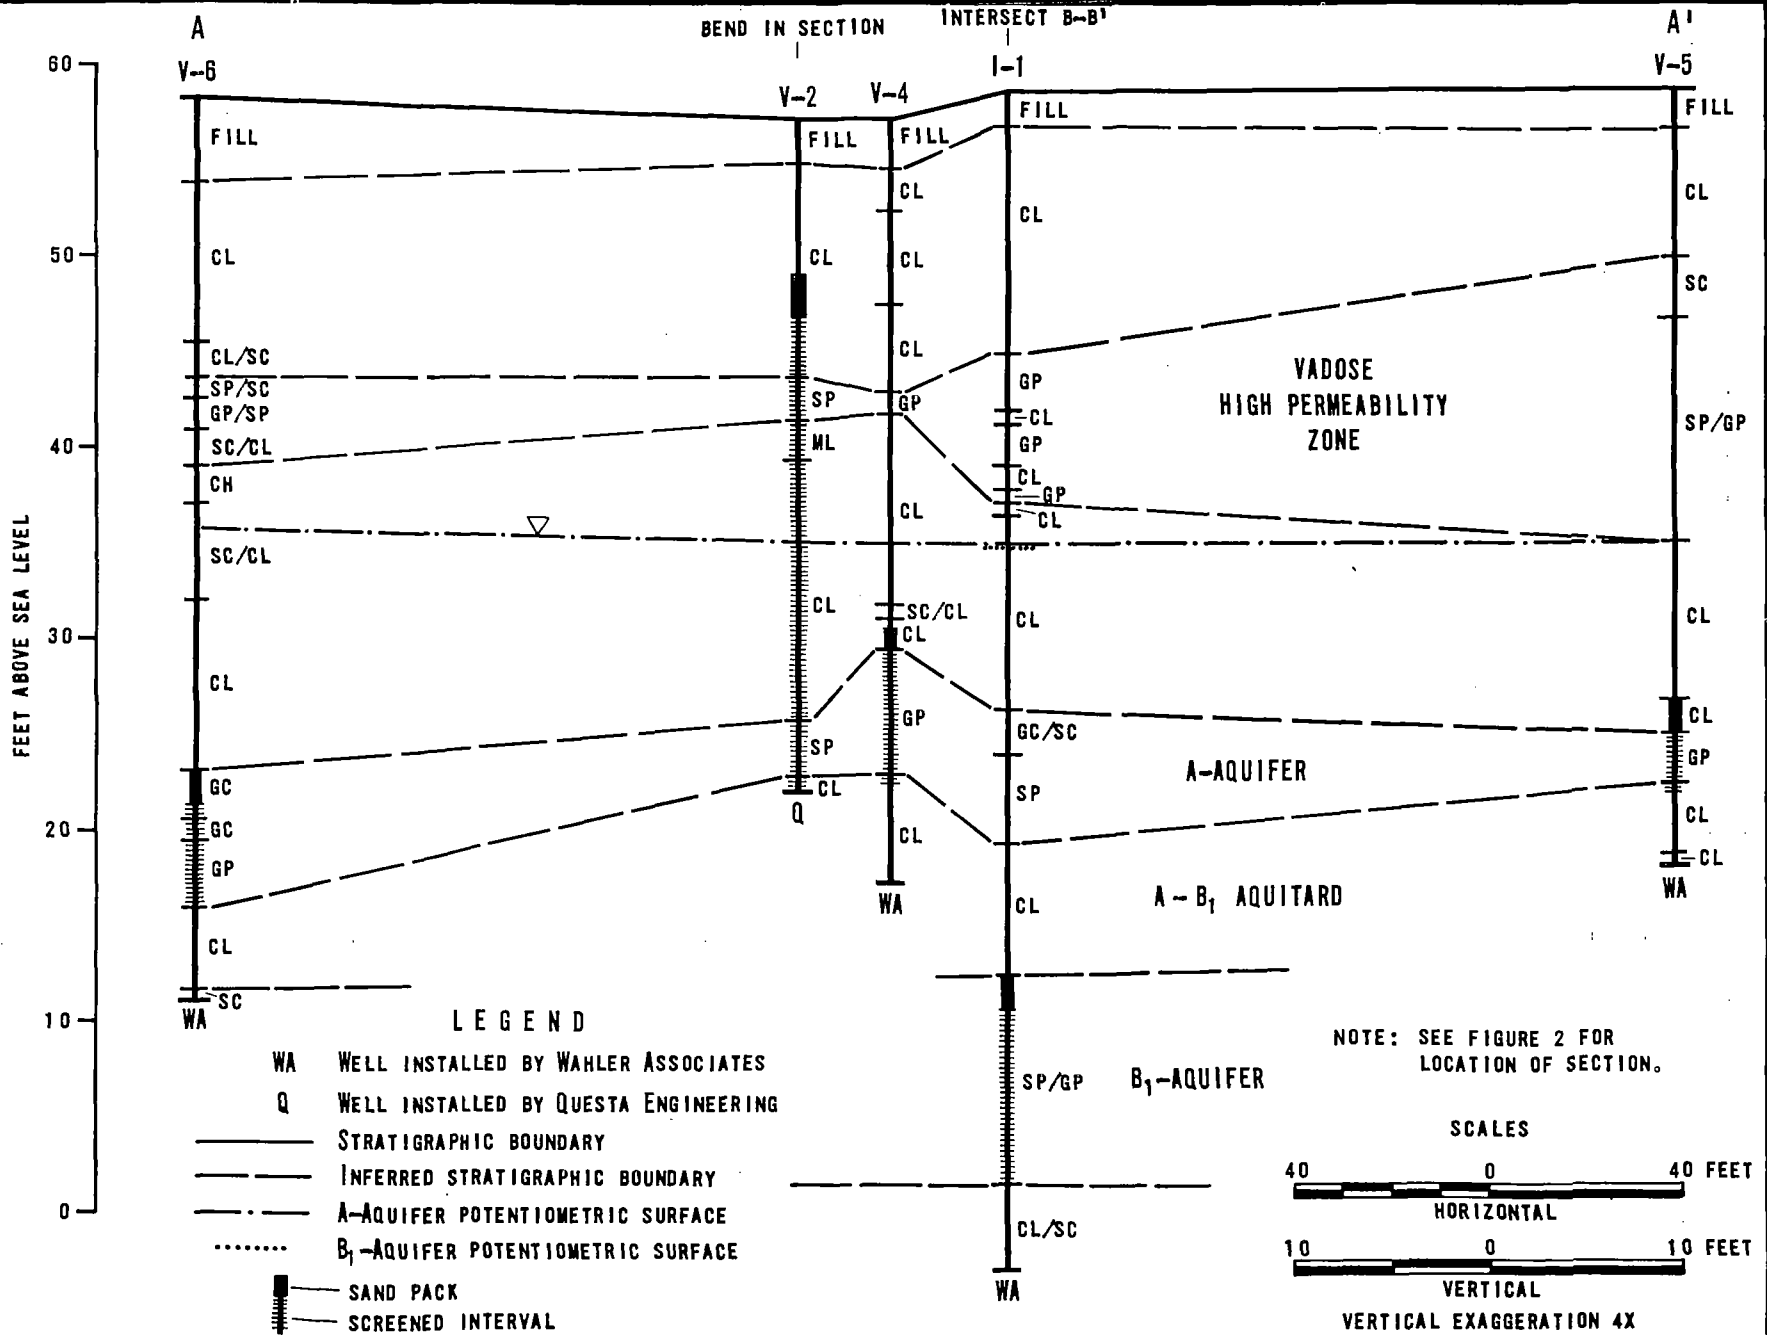 A
BEND IN SECTION
INTERSECT B-B'
A'
V-6
V-2
V-4
I-1
V-5
FEET ABOVE SEA LEVEL
60
50
40
30
20
10
0
FILL
CL
CL/SC
SP/SC
GP/SP
SC/CL
CH
SC/CL
CL
GC
GC
GP
CL
SC
WA
FILL
CL
SP
ML
CL
SP
CL
Q
FILL
CL
CL
CL
GP
CL
SC/CL
CL
GP
CL
WA
FILL
CL
GP
CL
GP
CL
GP
CL
CL
GC/SC
SP
CL
SP/GP
CL/SC
WA
VADOSE
HIGH PERMEABILITY
ZONE
A-AQUIFER
A-B1 AQUITARD
B1-AQUIFER
FILL
CL
SC
SP/GP
CL
CL
GP
CL
CL
WA
LEGEND
WA WELL INSTALLED BY WAHLER ASSOCIATES
Q WELL INSTALLED BY QUESTA ENGINEERING
STRATIGRAPHIC BOUNDARY
INFERRED STRATIGRAPHIC BOUNDARY
A-AQUIFER POTENTIOMETRIC SURFACE
B1-AQUIFER POTENTIOMETRIC SURFACE
SAND PACK
SCREENED INTERVAL
NOTE: SEE FIGURE 2 FOR
LOCATION OF SECTION.
SCALES
40 0 40 FEET
HORIZONTAL
10 0 10 FEET
VERTICAL
VERTICAL EXAGGERATION 4X